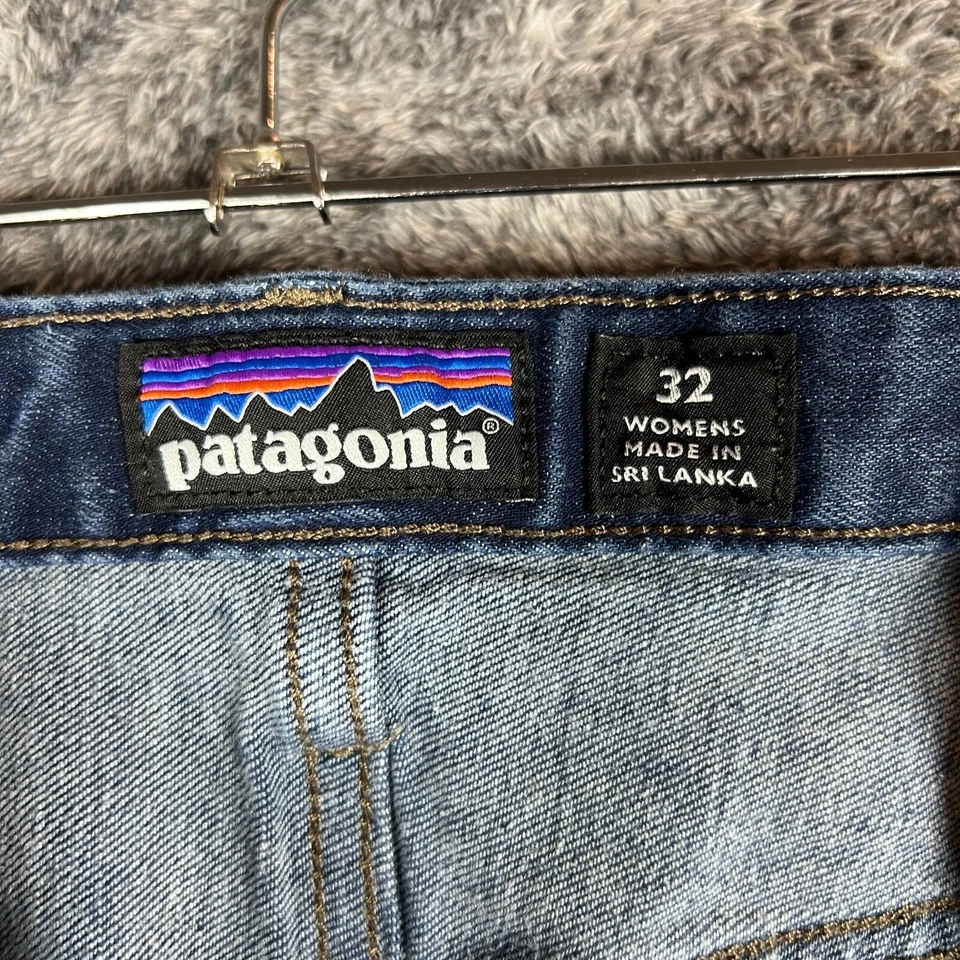 patagonia®
32
WOMENS
MADE IN
SRI LANKA